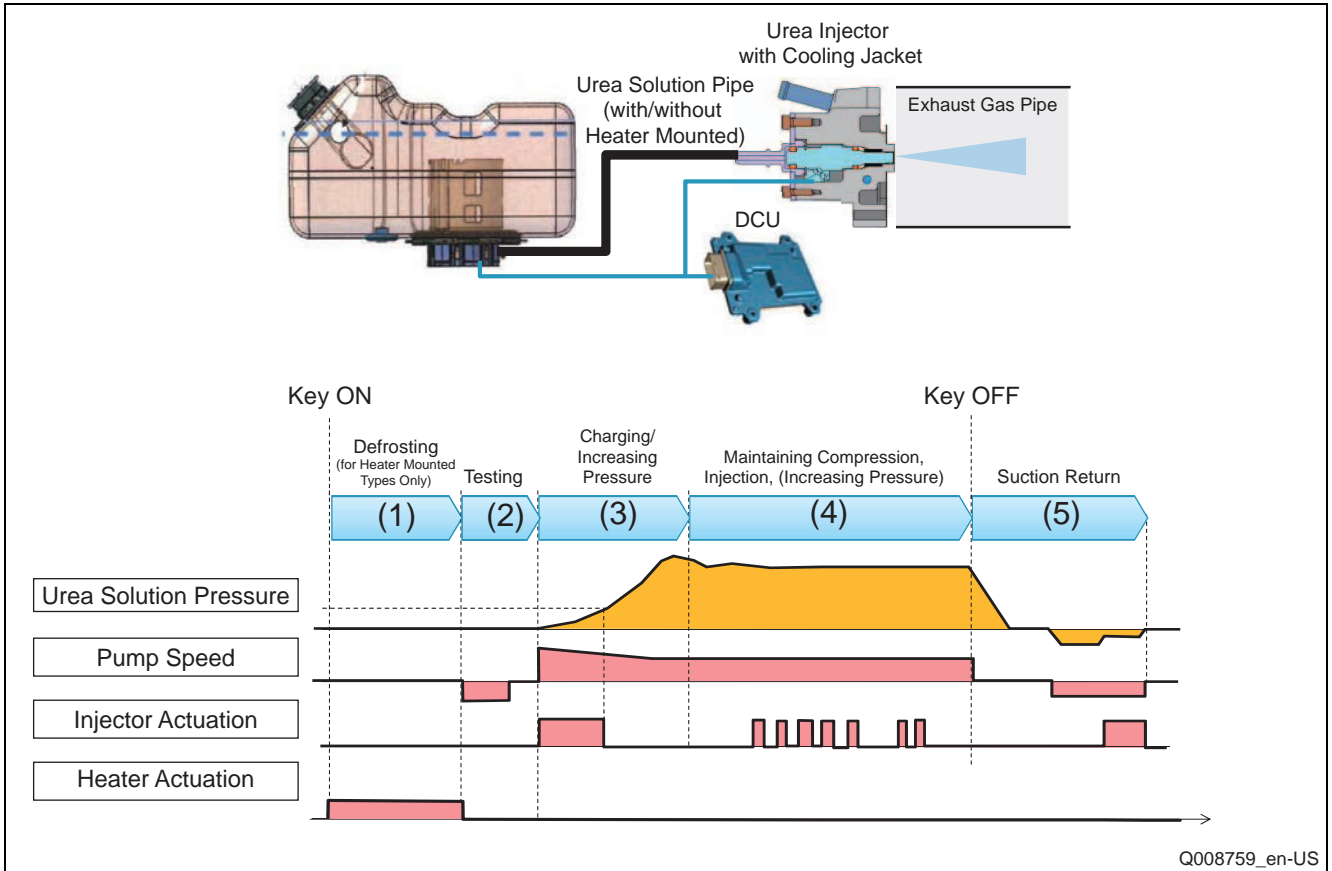 Urea Injector
with Cooling Jacket
Urea Solution Pipe
(with/without
Heater Mounted)
Exhaust Gas Pipe
DCU
Key ON
Key OFF
Defrosting
(for Heater Mounted
Types Only)
Testing
Charging/
Increasing
Pressure
Maintaining Compression,
Injection, (Increasing Pressure)
Suction Return
(1)
(2)
(3)
(4)
(5)
Urea Solution Pressure
Pump Speed
Injector Actuation
Heater Actuation
Q008759_en-US